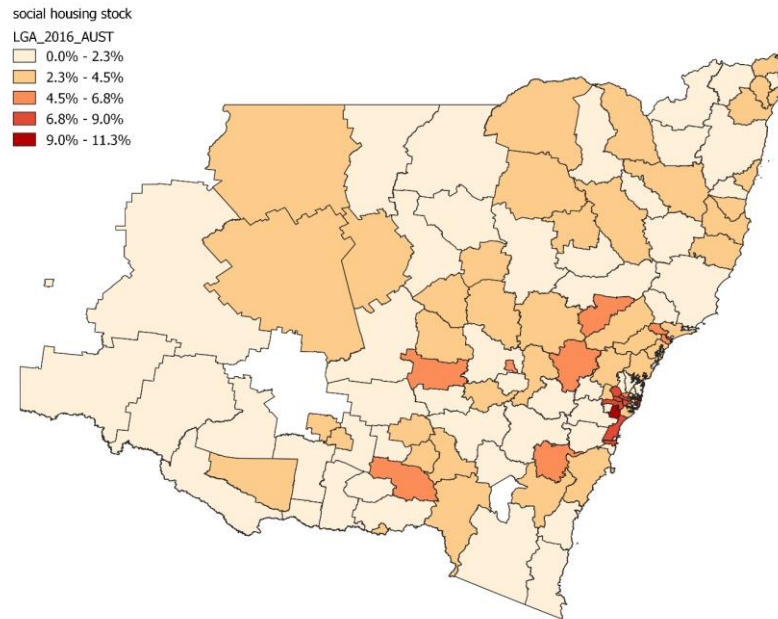 social housing stock
LGA_2016_AUST
0.0% - 2.3%
2.3% - 4.5%
4.5% - 6.8%
6.8% - 9.0%
9.0% - 11.3%